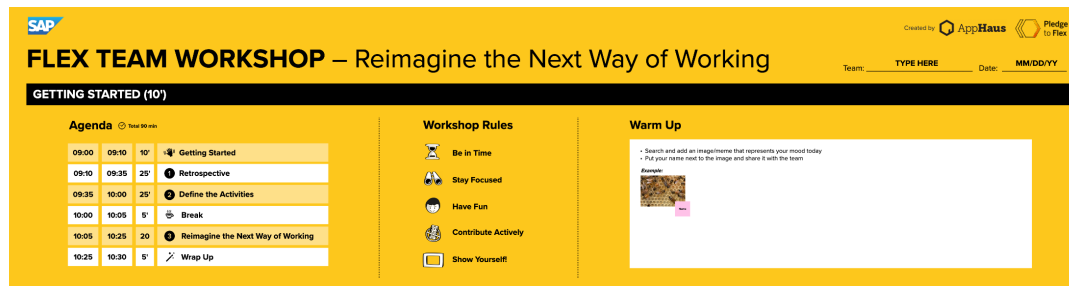 SAP
Created by AppHaus
Pledge
to Flex
FLEX TEAM WORKSHOP – Reimagine the Next Way of Working
Team: TYPE HERE Date: MM/DD/YY
GETTING STARTED (10')
Agenda Total 90 min
09:00 09:10 10' Getting Started
09:10 09:35 25' 1 Retrospective
09:35 10:00 25' 2 Define the Activities
10:00 10:05 5' Break
10:05 10:25 20 3 Reimagine the Next Way of Working
10:25 10:30 5' Wrap Up
Workshop Rules
Be in Time
Stay Focused
Have Fun
Contribute Actively
Show Yourself!
Warm Up
• Search and add an image/meme that represents your mood today
• Put your name next to the image and share it with the team
Example:
Name